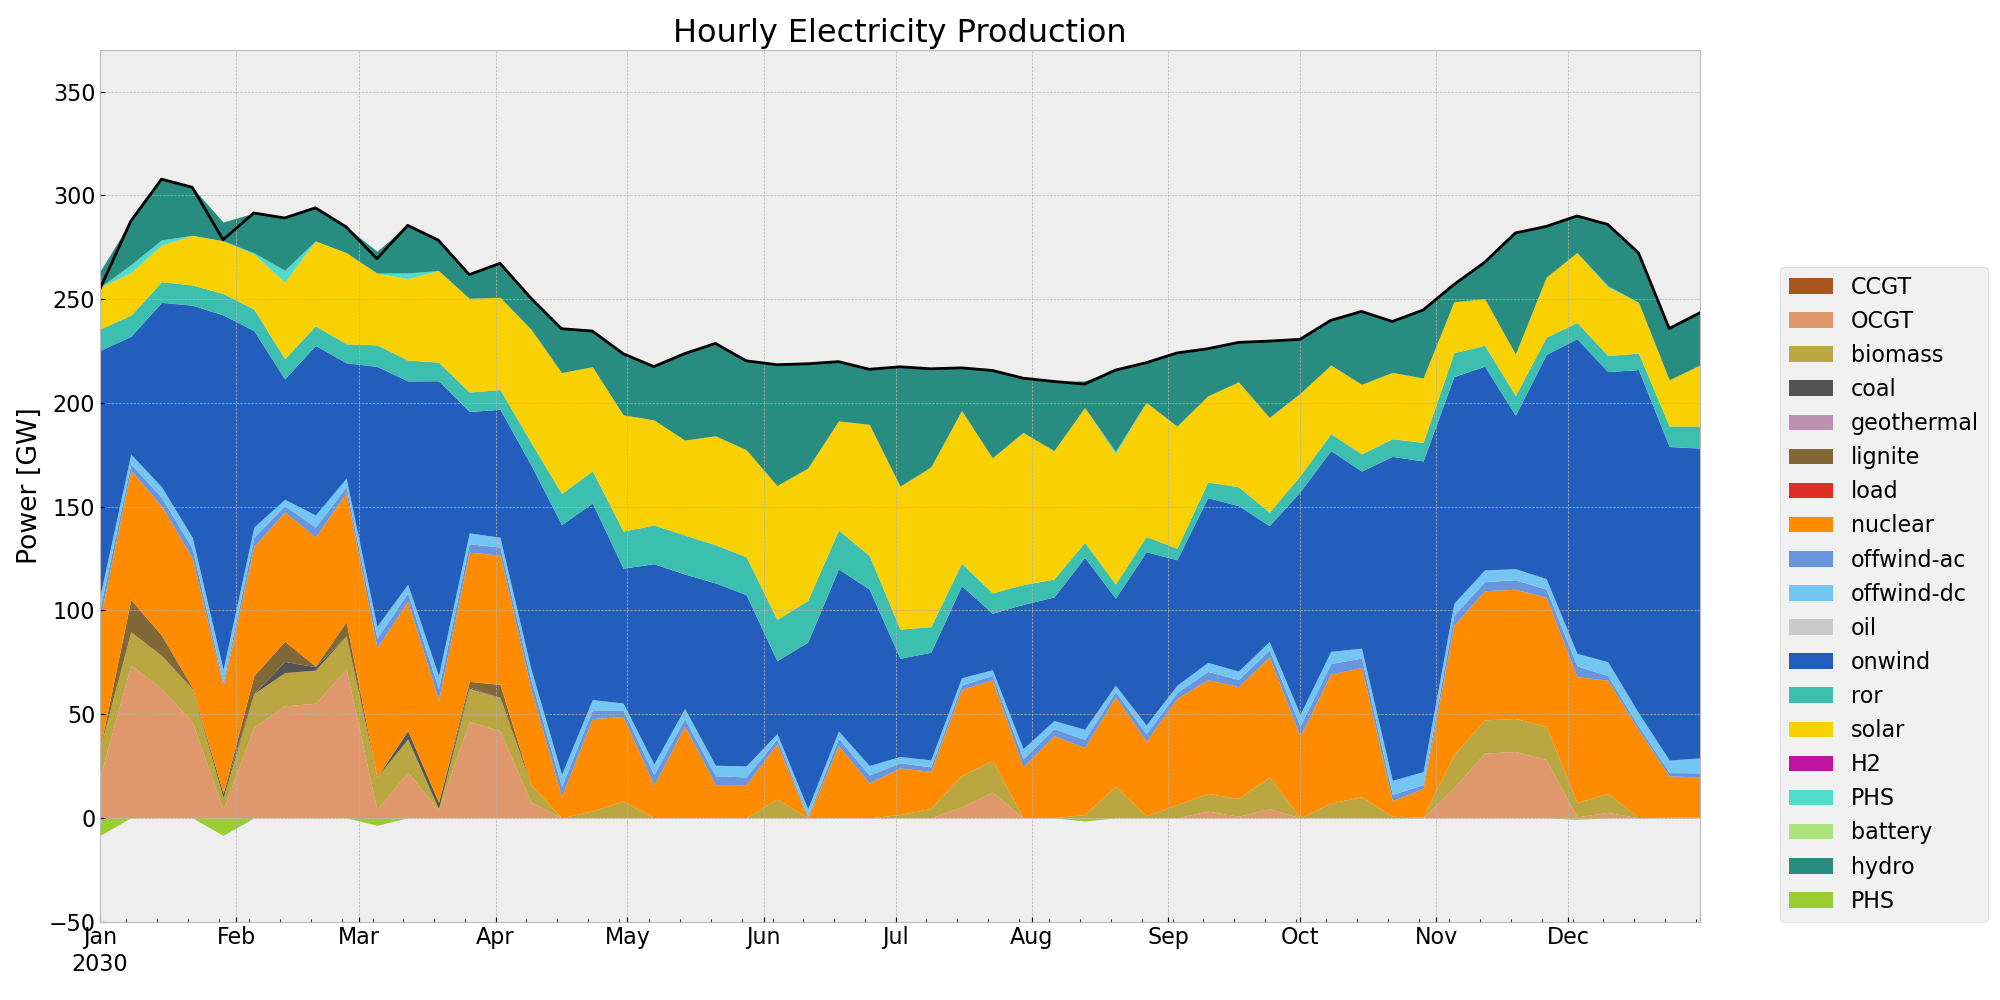 Hourly Electricity Production
Power [GW]
350
300
250
200
150
100
50
0
−50
Jan
2030
Feb
Mar
Apr
May
Jun
Jul
Aug
Sep
Oct
Nov
Dec
CCGT
OCGT
biomass
coal
geothermal
lignite
load
nuclear
offwind-ac
offwind-dc
oil
onwind
ror
solar
H2
PHS
battery
hydro
PHS